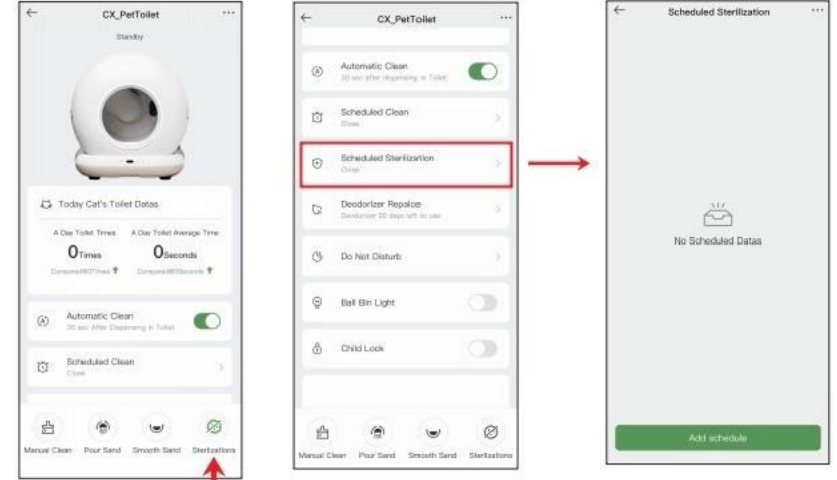 CX_PetToilet
Standby
Today Cat's Toilet Datas
A Day Toilet Times
A Day Toilet Average Time
0Times
0Seconds
Automatic Clean
30 sec After Dispensing in Toilet
Scheduled Clean
Close
Manual Clean
Pour Sand
Smooth Sand
Sterilizations
CX_PetToilet
Automatic Clean
30 sec after dispensing in Toilet
Scheduled Clean
Close
Scheduled Sterilization
Close
Deodorizer Repalce
Deodorizer 30 days left to use
Do Not Disturb
Ball Bin Light
Child Lock
Manual Clean
Pour Sand
Smooth Sand
Sterilizations
Scheduled Sterilization
No Scheduled Datas
Add schedule